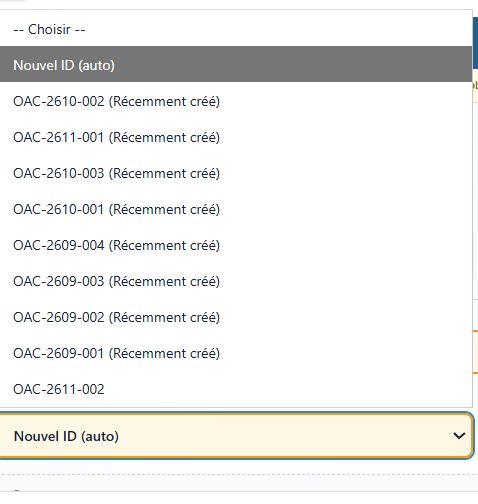 -- Choisir --
Nouvel ID (auto)
OAC-2610-002 (Récemment créé)
OAC-2611-001 (Récemment créé)
OAC-2610-003 (Récemment créé)
OAC-2610-001 (Récemment créé)
OAC-2609-004 (Récemment créé)
OAC-2609-003 (Récemment créé)
OAC-2609-002 (Récemment créé)
OAC-2609-001 (Récemment créé)
OAC-2611-002
Nouvel ID (auto)